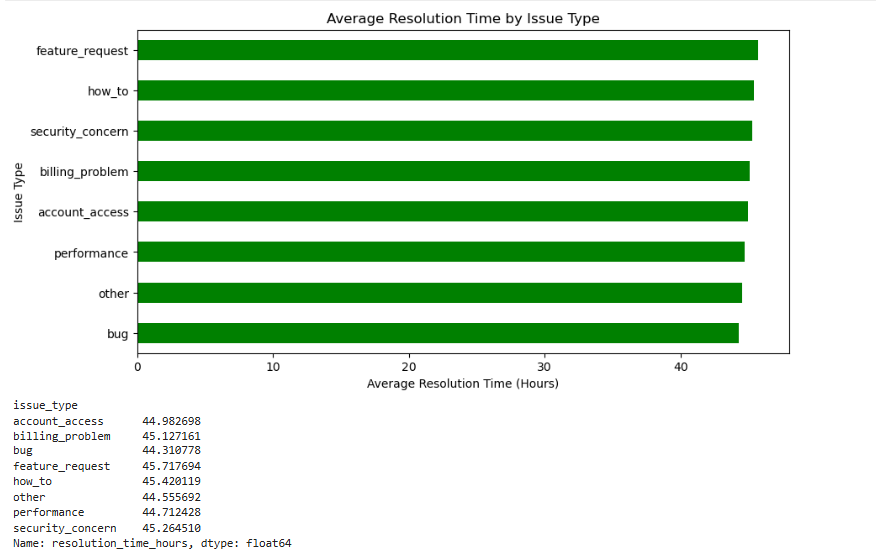 Average Resolution Time by Issue Type
feature_request
how_to
security_concern
billing_problem
account_access
performance
other
bug
Issue Type
0 10 20 30 40
Average Resolution Time (Hours)
issue_type
account_access 44.982698
billing_problem 45.127161
bug 44.310778
feature_request 45.717694
how_to 45.420119
other 44.555692
performance 44.712428
security_concern 45.264510
Name: resolution_time_hours, dtype: float64